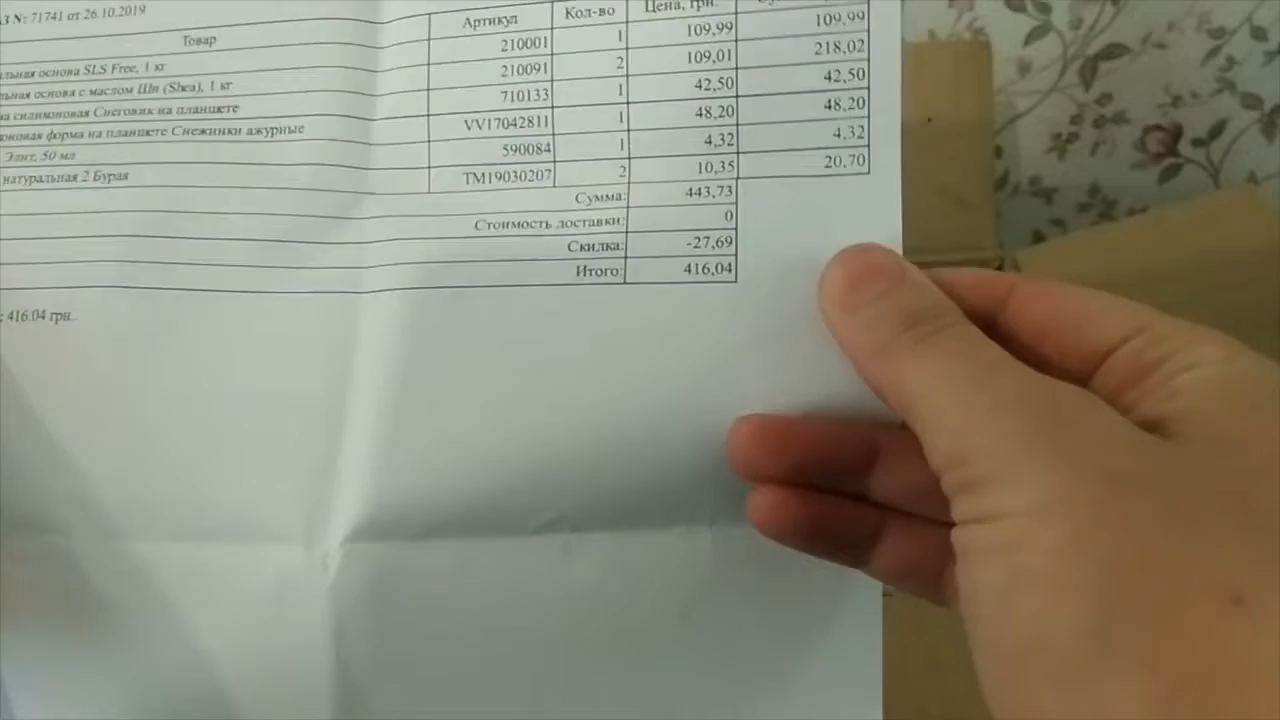 N: 71741 от 26.10.2019
Товар Артикул Кол-во Цена, грн.
основа SLS Free, 1 кг 210001 1 109,99 109,99
основа с маслом Ши (Shea), 1 кг 210091 2 109,01 218,02
силиконовая Снеговик на планшете 710133 1 42,50 42,50
форма на планшете Снежинки ажурные VV17042811 1 48,20 48,20
Элит, 50 мл 590084 1 4,32 4,32
натуральная 2 Бурая TM19030207 2 10,35 20,70
Сумма: 443,73
Стоимость доставки: 0
Скидка: -27,69
Итого: 416,04
: 416.04 грн..